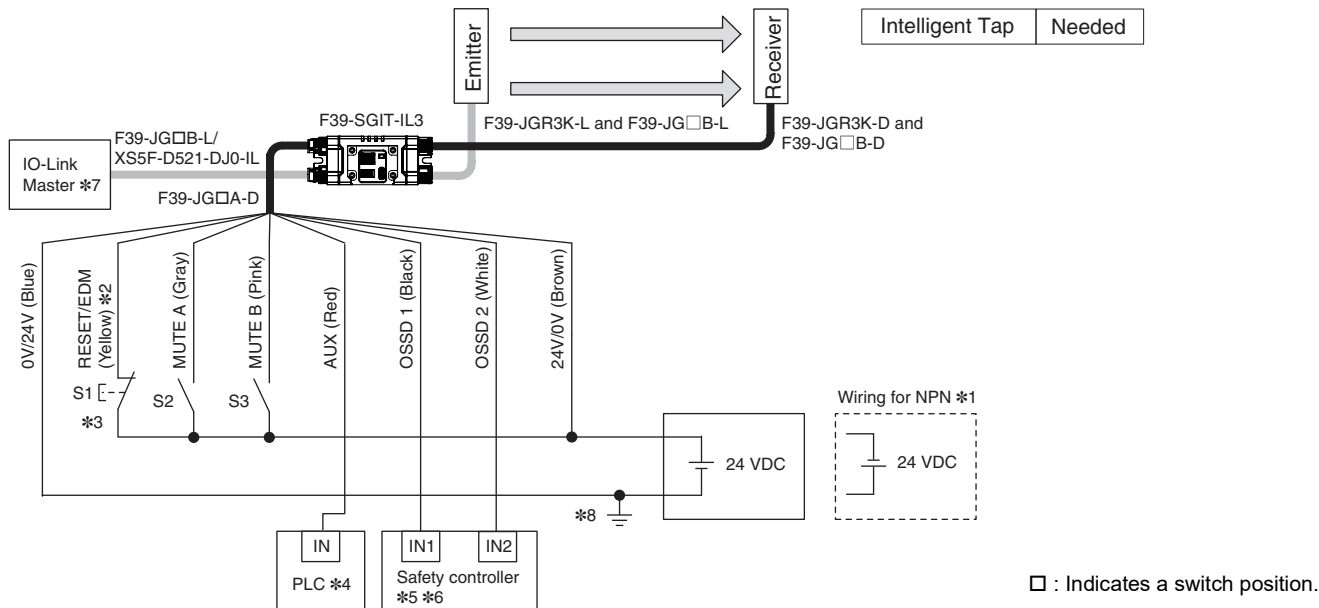 Intelligent Tap Needed
Emitter
Receiver
F39-SGIT-IL3
F39-JGR3K-L and F39-JG□B-L
F39-JGR3K-D and
F39-JG□B-D
F39-JG□B-L/
XS5F-D521-DJ0-IL
IO-Link
Master *7
F39-JG□A-D
0V/24V (Blue)
RESET/EDM
(Yellow) *2
MUTE A (Gray)
MUTE B (Pink)
AUX (Red)
OSSD 1 (Black)
OSSD 2 (White)
24V/0V (Brown)
S1
*3
S2
S3
Wiring for NPN *1
24 VDC
24 VDC
*8
IN
PLC *4
IN1
IN2
Safety controller
*5 *6
□ : Indicates a switch position.